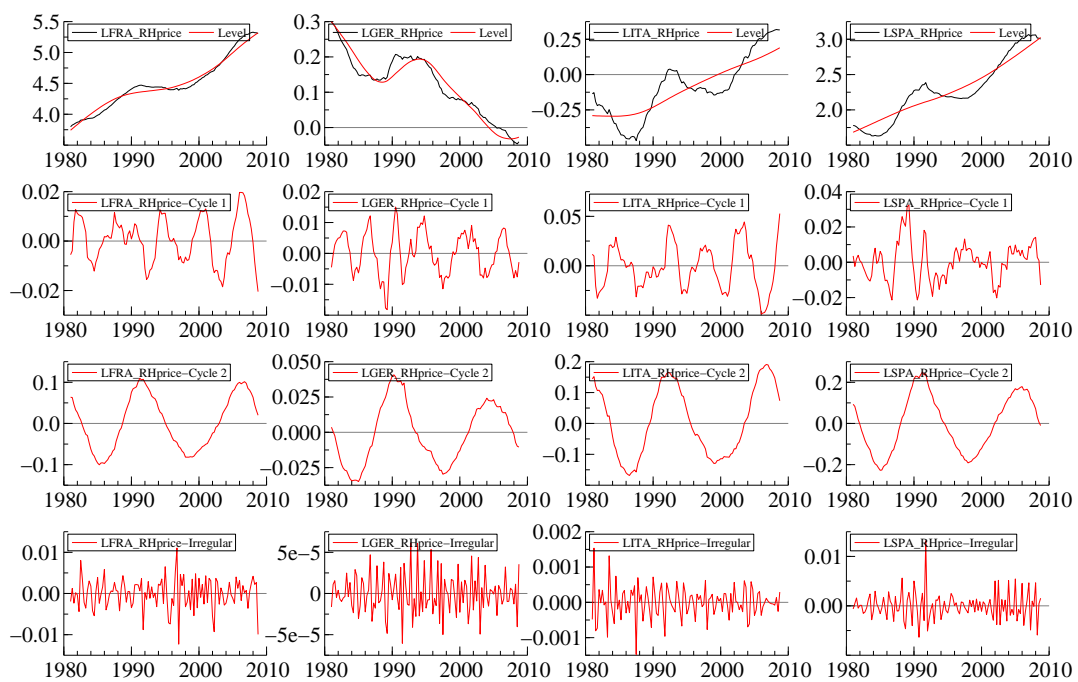 LFRA_RHprice Level
5.5
5.0
4.5
4.0
1980 1990 2000 2010
LGER_RHprice Level
0.3
0.2
0.1
0.0
1980 1990 2000 2010
LITA_RHprice Level
0.25
0.00
−0.25
1980 1990 2000 2010
LSPA_RHprice Level
3.0
2.5
2.0
1980 1990 2000 2010
LFRA_RHprice−Cycle 1
0.02
0.00
−0.02
1980 1990 2000 2010
LGER_RHprice−Cycle 1
0.02
0.01
0.00
−0.01
1980 1990 2000 2010
LITA_RHprice−Cycle 1
0.05
0.00
1980 1990 2000 2010
LSPA_RHprice−Cycle 1
0.04
0.02
0.00
−0.02
1980 1990 2000 2010
LFRA_RHprice−Cycle 2
0.1
0.0
−0.1
1980 1990 2000 2010
LGER_RHprice−Cycle 2
0.050
0.025
0.000
−0.025
1980 1990 2000 2010
LITA_RHprice−Cycle 2
0.2
0.1
0.0
−0.1
1980 1990 2000 2010
LSPA_RHprice−Cycle 2
0.2
0.0
−0.2
1980 1990 2000 2010
LFRA_RHprice−Irregular
0.01
0.00
−0.01
1980 1990 2000 2010
LGER_RHprice−Irregular
5e−5
0
−5e−5
1980 1990 2000 2010
LITA_RHprice−Irregular
0.002
0.001
0.000
−0.001
1980 1990 2000 2010
LSPA_RHprice−Irregular
0.01
0.00
1980 1990 2000 2010